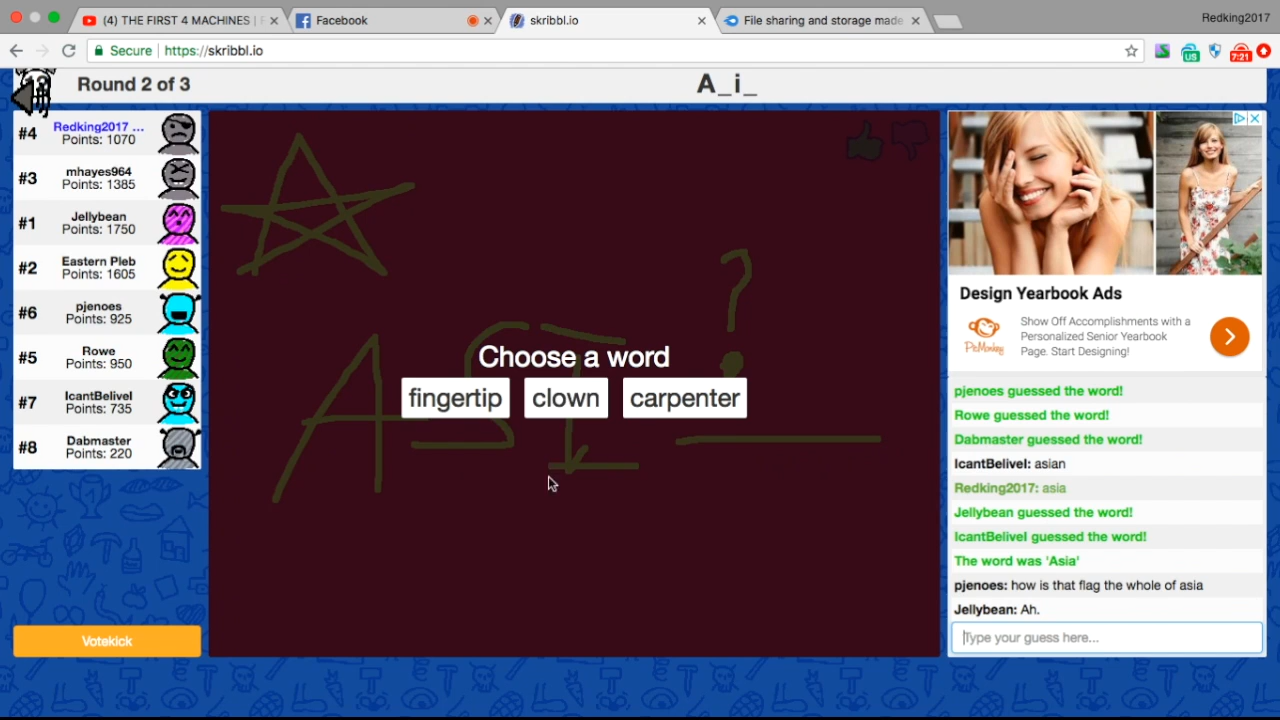 (4) THE FIRST 4 MACHINES | F
Facebook
skribbl.io
File sharing and storage made
Redking2017
Secure
https://skribbl.io
US
7:21
Round 2 of 3
A_i_
#4
Redking2017 ...
Points: 1070
#3
mhayes964
Points: 1385
#1
Jellybean
Points: 1750
#2
Eastern Pleb
Points: 1605
#6
pjenoes
Points: 925
#5
Rowe
Points: 950
#7
IcantBelivel
Points: 735
#8
Dabmaster
Points: 220
Votekick
?
ASI
Choose a word
fingertip
clown
carpenter
Design Yearbook Ads
PicMonkey
Show Off Accomplishments with a
Personalized Senior Yearbook
Page. Start Designing!
pjenoes guessed the word!
Rowe guessed the word!
Dabmaster guessed the word!
IcantBelivel: asian
Redking2017: asia
Jellybean guessed the word!
IcantBelivel guessed the word!
The word was 'Asia'
pjenoes: how is that flag the whole of asia
Jellybean: Ah.
Type your guess here...